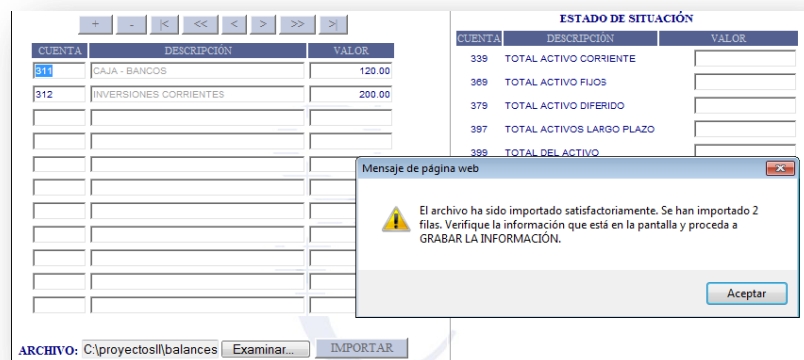 + - |< << < > >> >|
CUENTA DESCRIPCIÓN VALOR
311 CAJA - BANCOS 120.00
312 INVERSIONES CORRIENTES 200.00
ARCHIVO: C:\proyectosII\balances Examinar... IMPORTAR
ESTADO DE SITUACIÓN
CUENTA DESCRIPCIÓN VALOR
339 TOTAL ACTIVO CORRIENTE
369 TOTAL ACTIVO FIJOS
379 TOTAL ACTIVO DIFERIDO
397 TOTAL ACTIVOS LARGO PLAZO
399 TOTAL DEL ACTIVO
Mensaje de página web
El archivo ha sido importado satisfactoriamente. Se han importado 2
filas. Verifique la información que está en la pantalla y proceda a
GRABAR LA INFORMACIÓN.
Aceptar